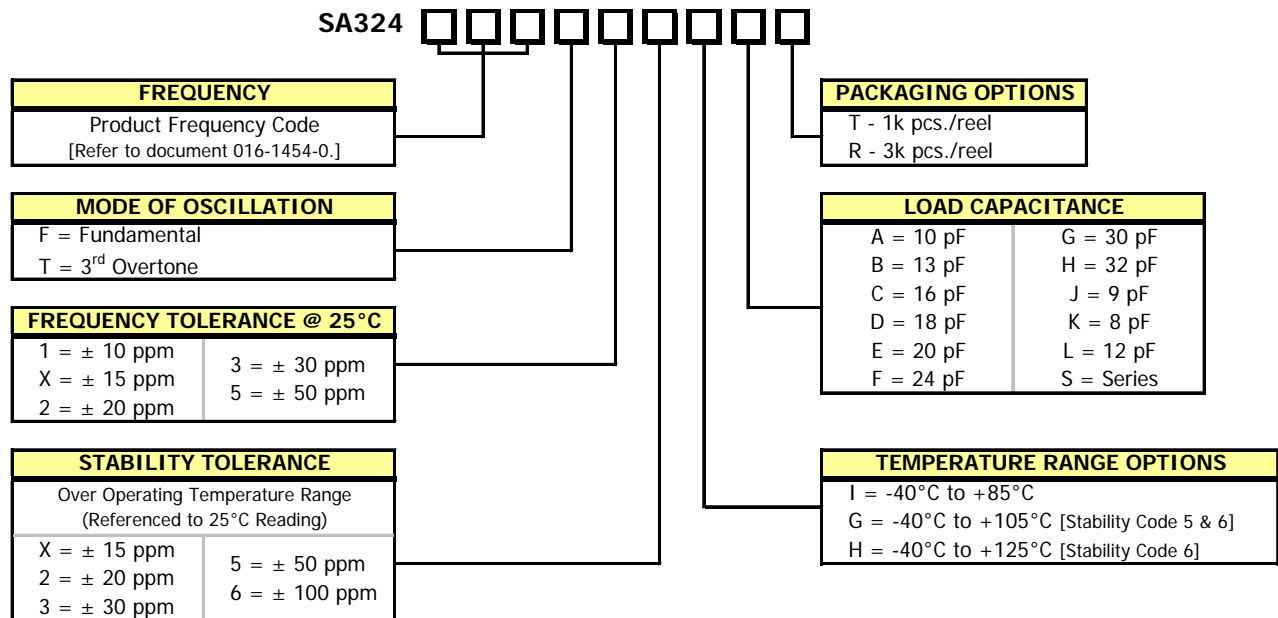 SA324
FREQUENCY
Product Frequency Code
[Refer to document 016-1454-0.]
MODE OF OSCILLATION
F = Fundamental
T = 3rd Overtone
FREQUENCY TOLERANCE @ 25°C
1 = ± 10 ppm
X = ± 15 ppm
2 = ± 20 ppm
3 = ± 30 ppm
5 = ± 50 ppm
STABILITY TOLERANCE
Over Operating Temperature Range
(Referenced to 25°C Reading)
X = ± 15 ppm
2 = ± 20 ppm
3 = ± 30 ppm
5 = ± 50 ppm
6 = ± 100 ppm
PACKAGING OPTIONS
T - 1k pcs./reel
R - 3k pcs./reel
LOAD CAPACITANCE
A = 10 pF
B = 13 pF
C = 16 pF
D = 18 pF
E = 20 pF
F = 24 pF
G = 30 pF
H = 32 pF
J = 9 pF
K = 8 pF
L = 12 pF
S = Series
TEMPERATURE RANGE OPTIONS
I = -40°C to +85°C
G = -40°C to +105°C [Stability Code 5 & 6]
H = -40°C to +125°C [Stability Code 6]